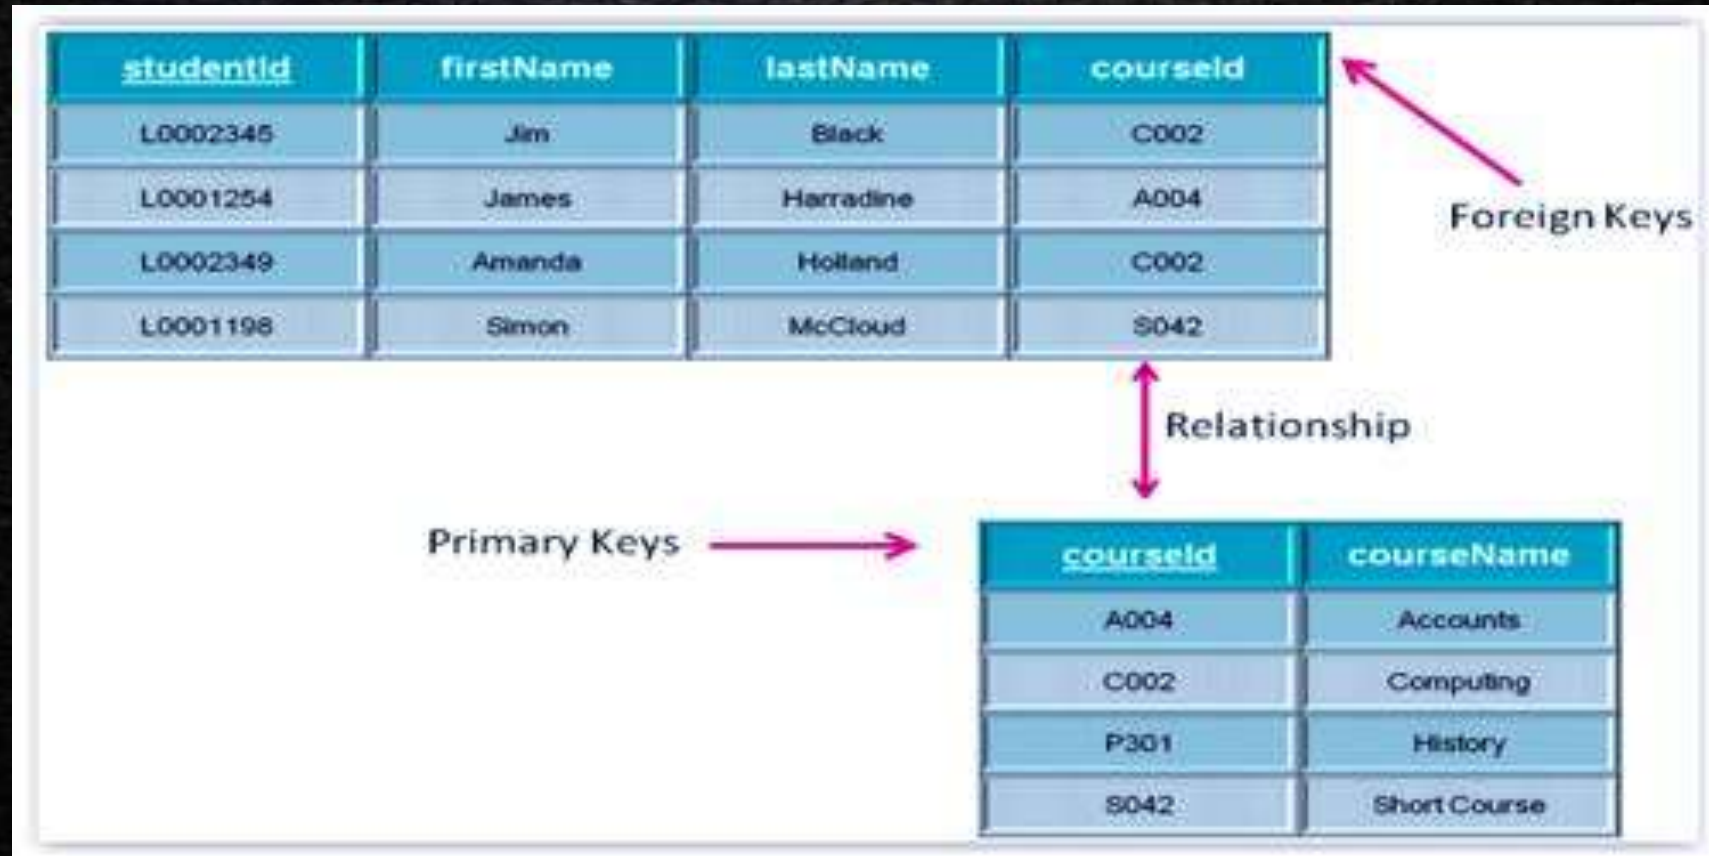 studentId firstName lastName courseId
L0002345 Jim Black C002
L0001254 James Harradine A004
L0002349 Amanda Holland C002
L0001198 Simon McCloud S042
Foreign Keys
Relationship
Primary Keys
courseId courseName
A004 Accounts
C002 Computing
P301 History
S042 Short Course